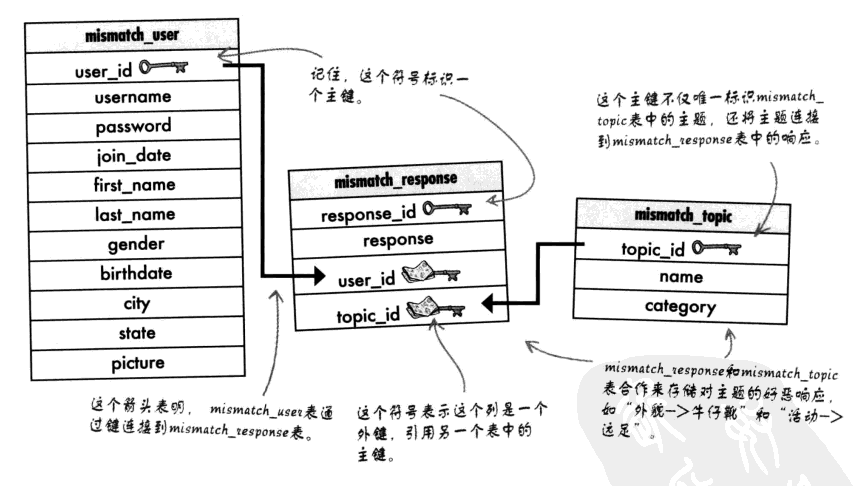 mismatch_user
user_id
username
password
join_date
first_name
last_name
gender
birthdate
city
state
picture
记住，这个符号标识一
个主键。
mismatch_response
response_id
response
user_id
topic_id
这个主键不仅唯一标识mismatch_
topic表中的主题，还将主题连接
到mismatch_response表中的响应。
mismatch_topic
topic_id
name
category
这个箭头表明， mismatch_user表通
过键连接到mismatch_response表。
这个符号表示这个列是一个
外键，引用另一个表中的
主键。
mismatch_response和mismatch_topic
表合作来存储对主题的好恶响应，
如“外貌->牛仔靴”和“活动->
远足”。